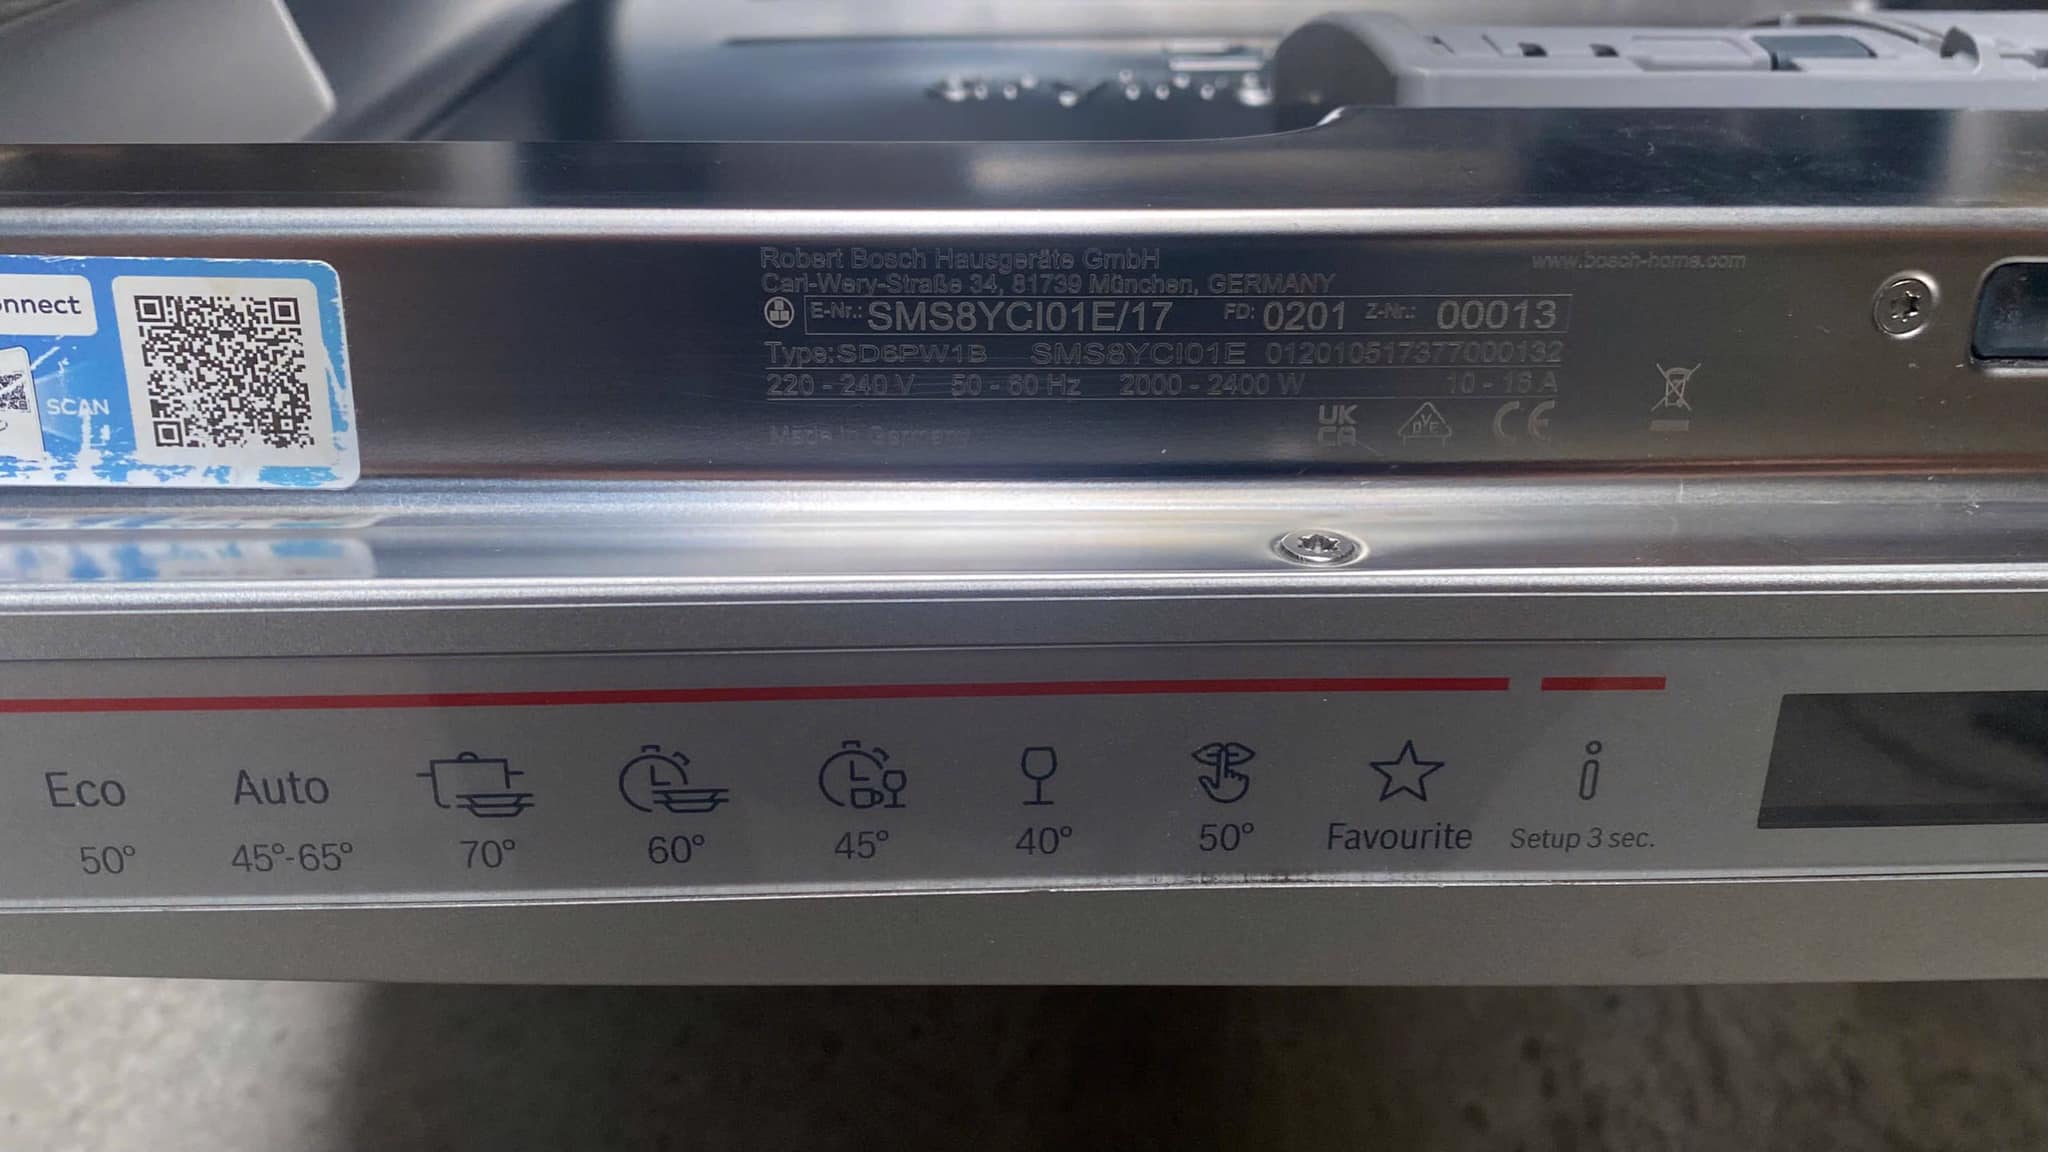 onnect
SCAN
Robert Bosch Hausgeräte GmbH
Carl-Wery-Straße 34, 81739 München, GERMANY
www.bosch-home.com
E-Nr.: SMS8YCI01E/17 FD: 0201 Z-Nr.: 00013
Type: SD6PW1B SMS8YCI01E 012010517377000132
220 - 240 V 50 - 60 Hz 2000 - 2400 W 10 - 16 A
Made in Germany
UK CA DVE CE
Eco Auto
50° 45°-65° 70° 60° 45° 40° 50° Favourite Setup 3 sec.